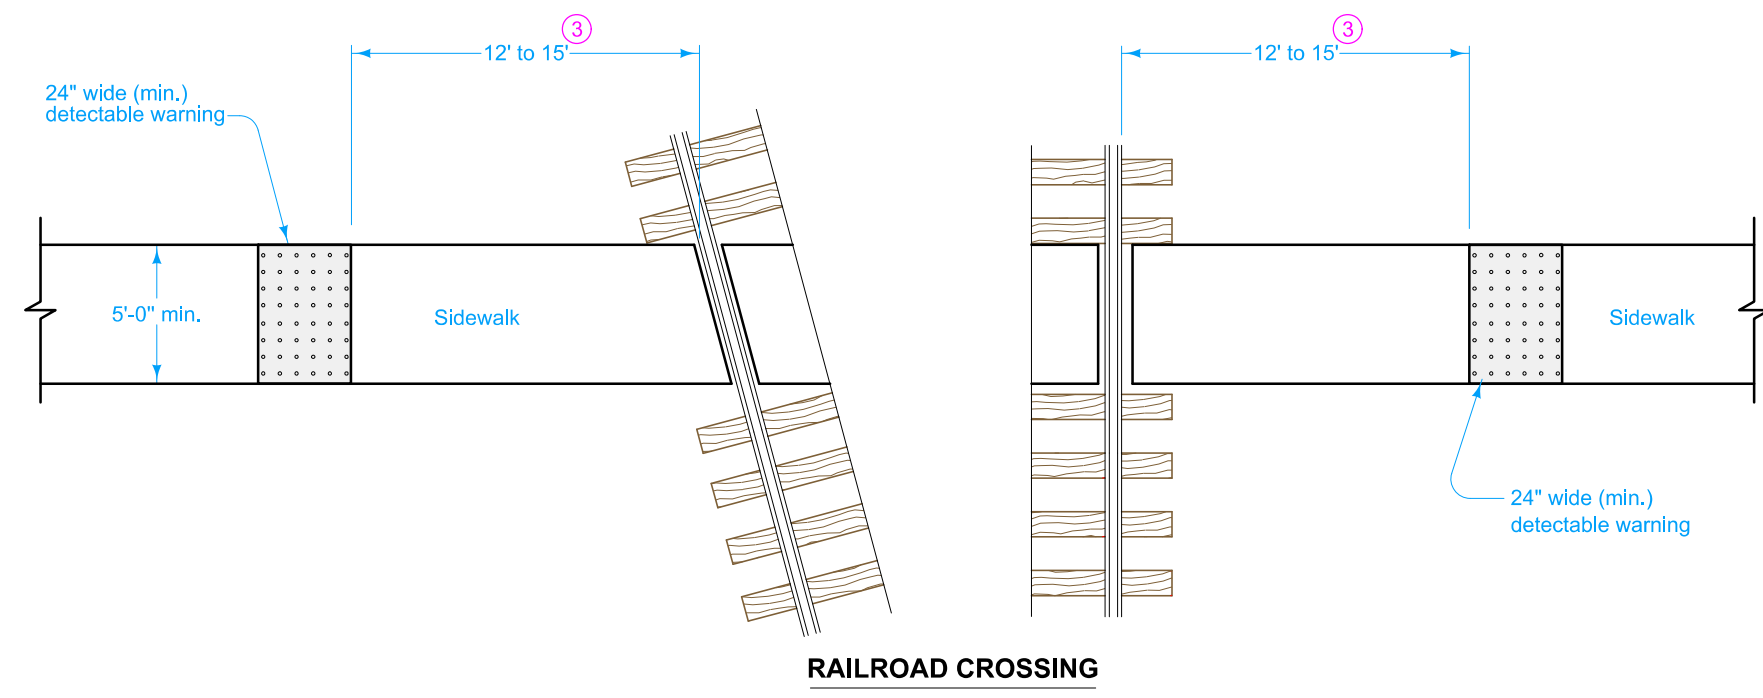 3
12' to 15'
3
12' to 15'
24" wide (min.)
detectable warning
5'-0" min.
Sidewalk
Sidewalk
24" wide (min.)
detectable warning
RAILROAD CROSSING